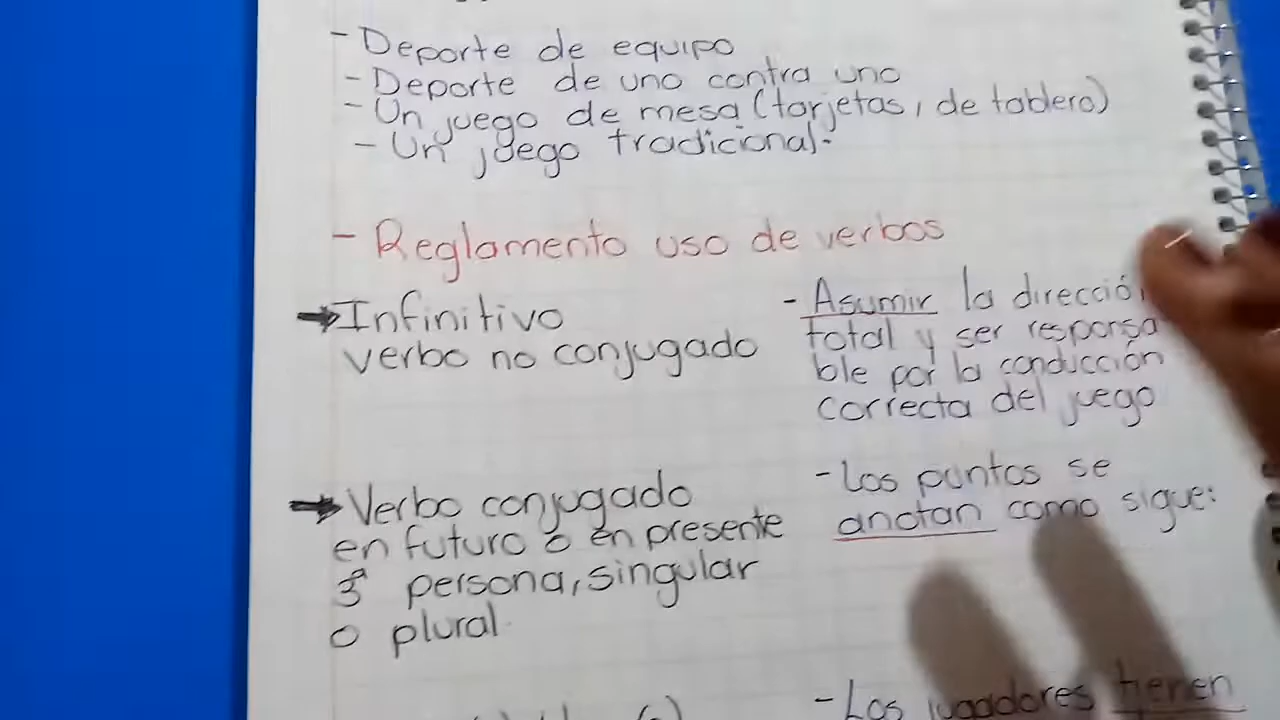 - Deporte de equipo
- Deporte de uno contra uno
- Un juego de mesa (tarjetas, de tablero)
- Un juego tradicional.
- Reglamento uso de verbos
→ Infinitivo
verbo no conjugado
- Asumir la direcció
total y ser responsa
ble por la conducción
correcta del juego
→ Verbo conjugado
en futuro o en presente
3ª persona, singular
o plural.
- Los puntos se
anotan como sigue:
- Los jugadores tienen